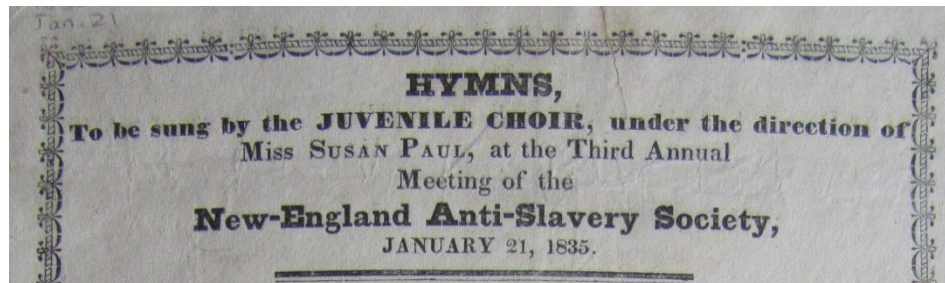 Jan. 21
HYMNS,
To be sung by the JUVENILE CHOIR, under the direction of
Miss SUSAN PAUL, at the Third Annual
Meeting of the
New-England Anti-Slavery Society,
JANUARY 21, 1835.